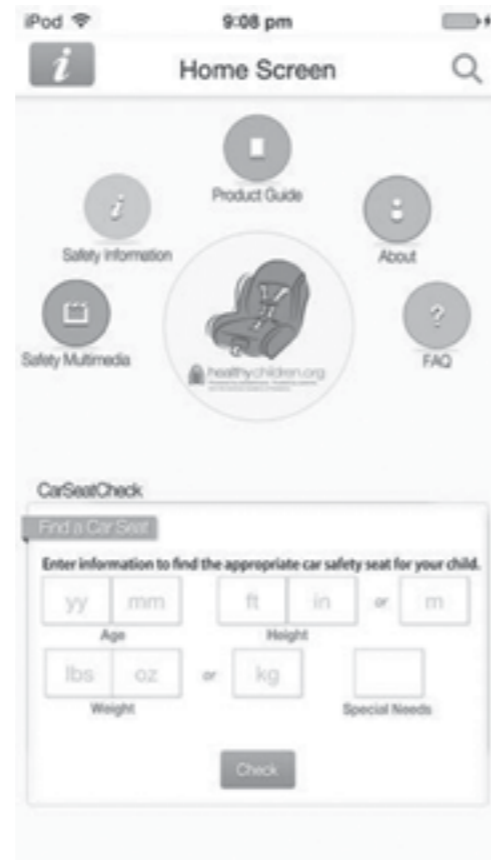 iPod 9:08 pm
i Home Screen
Product Guide
i
Safety Information
About
Safety Multimedia
?
FAQ
healthychildren.org
CarSeatCheck
Find a Car Seat
Enter information to find the appropriate car safety seat for your child.
yy mm ft in or m
Age Height
lbs oz or kg
Weight Special Needs
Check